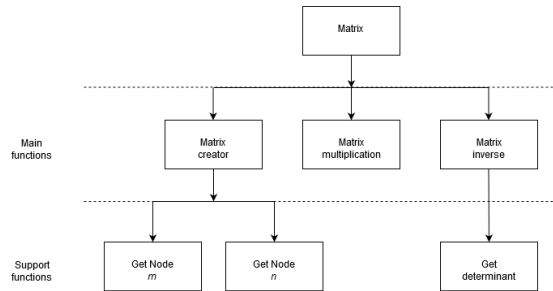 Matrix
Main
functions
Matrix
creator
Matrix
multiplication
Matrix
inverse
Support
functions
Get Node
m
Get Node
n
Get
determinant